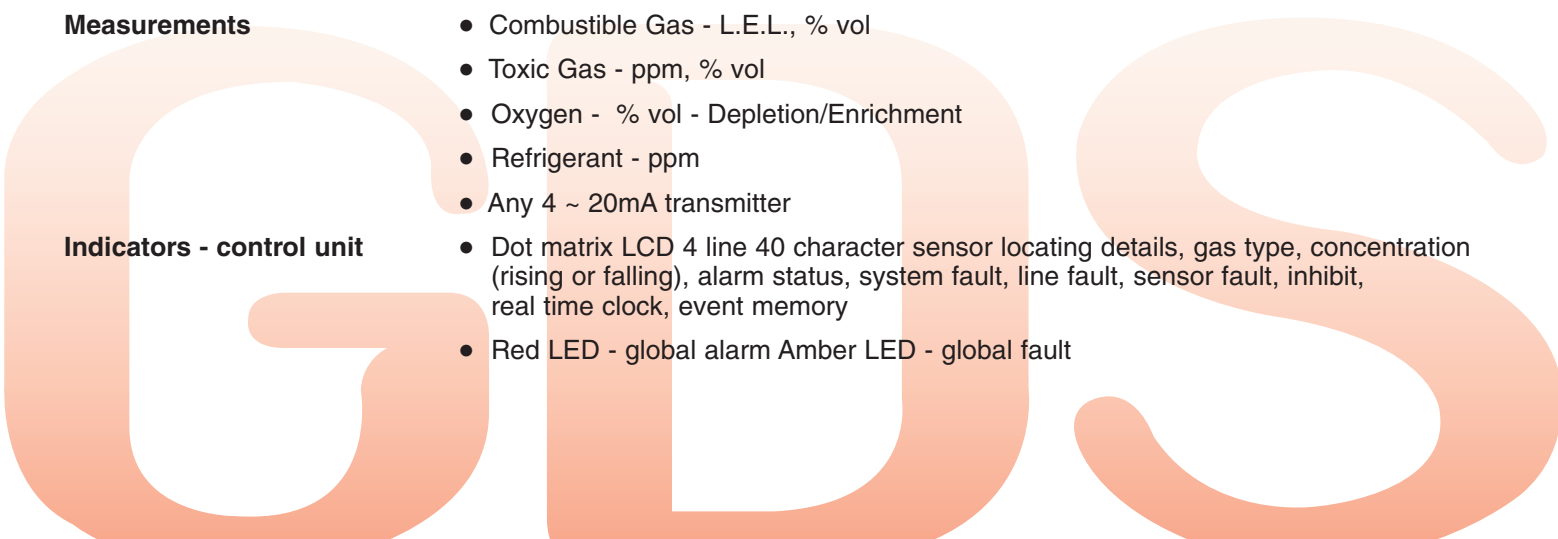 GDS
Measurements ● Combustible Gas - L.E.L., % vol
● Toxic Gas - ppm, % vol
● Oxygen - % vol - Depletion/Enrichment
● Refrigerant - ppm
● Any 4 ~ 20mA transmitter
Indicators - control unit ● Dot matrix LCD 4 line 40 character sensor locating details, gas type, concentration
(rising or falling), alarm status, system fault, line fault, sensor fault, inhibit,
real time clock, event memory
● Red LED - global alarm Amber LED - global fault